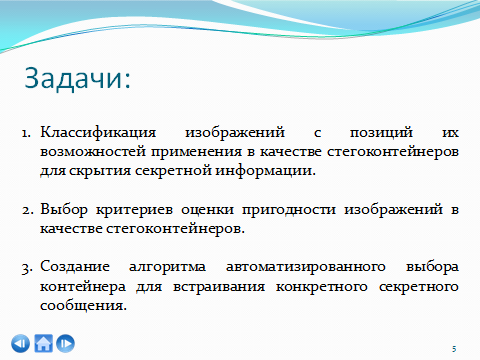 Задачи:
1. Классификация изображений с позиций их
возможностей применения в качестве стегоконтейнеров
для скрытия секретной информации.
2. Выбор критериев оценки пригодности изображений в
качестве стегоконтейнеров.
3. Создание алгоритма автоматизированного выбора
контейнера для встраивания конкретного секретного
сообщения.
5